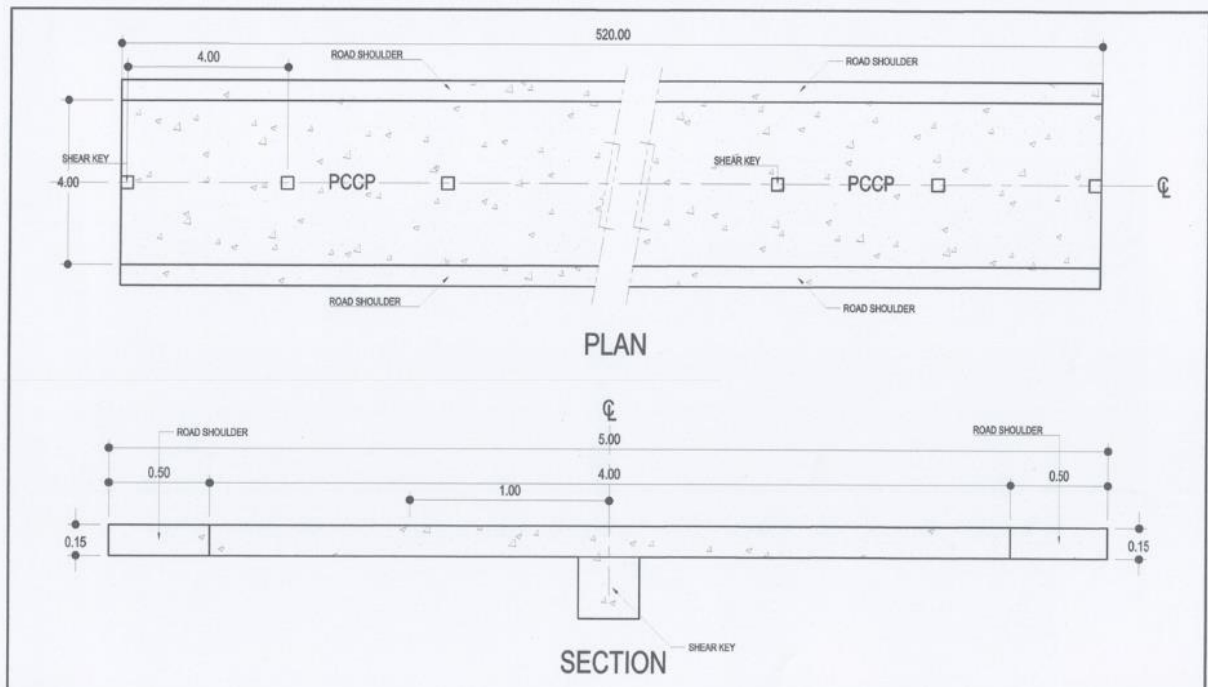 520.00
4.00
ROAD SHOULDER
ROAD SHOULDER
SHEAR KEY
SHEAR KEY
4.00
PCCP
PCCP
℄
ROAD SHOULDER
ROAD SHOULDER
PLAN
℄
ROAD SHOULDER
ROAD SHOULDER
5.00
0.50
4.00
0.50
1.00
0.15
0.15
SHEAR KEY
SECTION